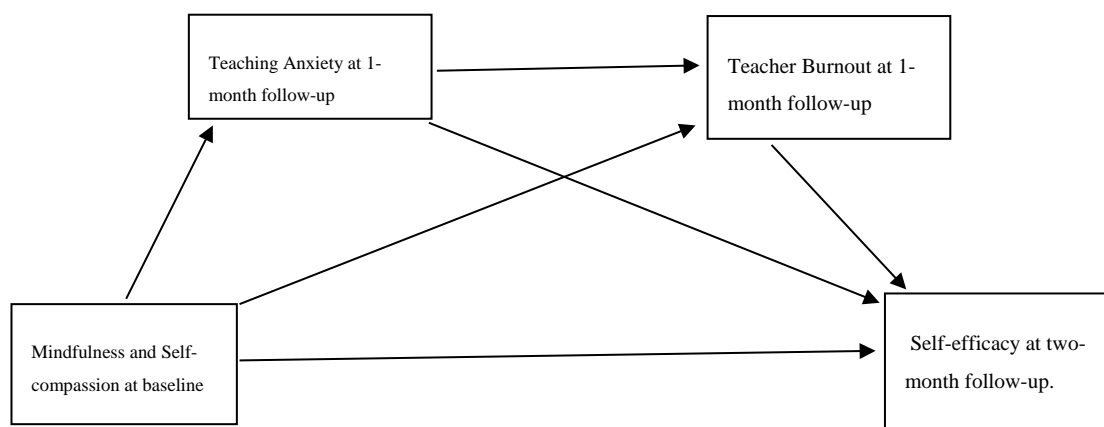 Teaching Anxiety at 1-
month follow-up
Teacher Burnout at 1-
month follow-up
Mindfulness and Self-
compassion at baseline
Self-efficacy at two-
month follow-up.